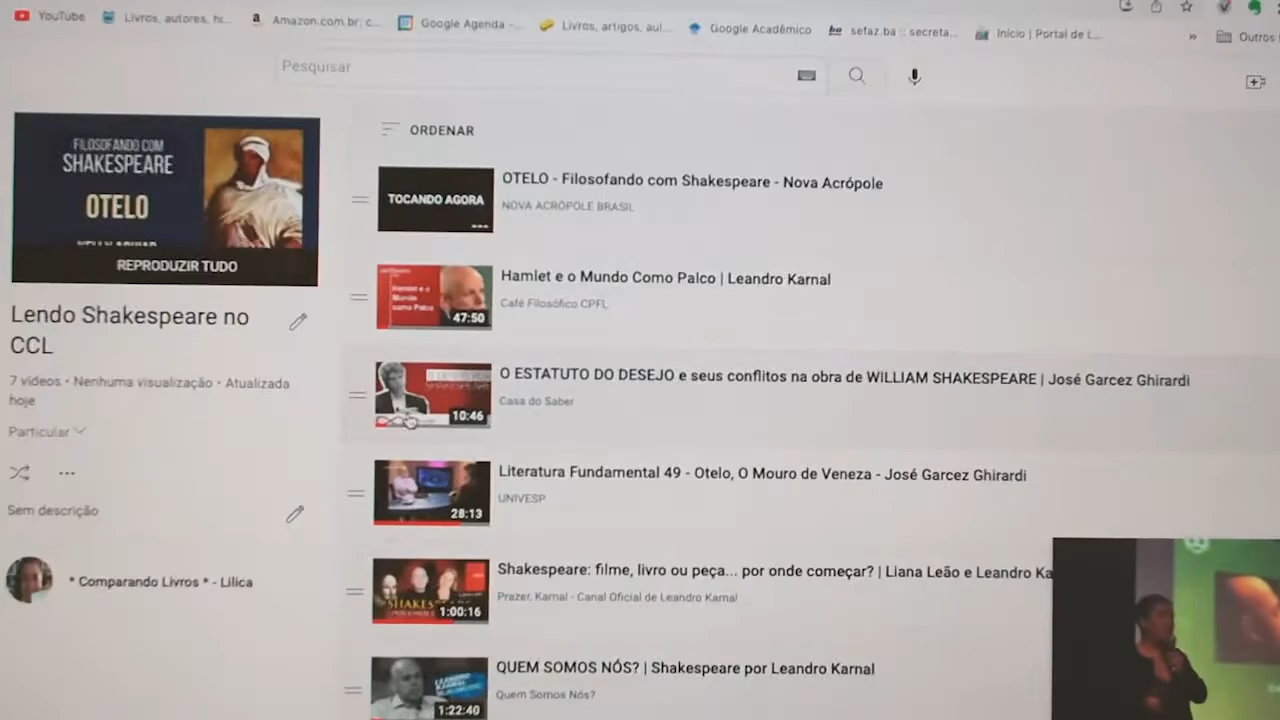 YouTube
Livros, autores, hi...
Amazon.com.br: c...
Google Agenda -...
Livros, artigos, aul...
Google Acadêmico
sefaz.ba :: secreta...
Início | Portal de L...
»
Outros
Pesquisar
FILOSOFANDO COM
SHAKESPEARE
OTELO
REPRODUZIR TUDO
Lendo Shakespeare no
CCL
7 vídeos • Nenhuma visualização • Atualizada
hoje
Particular
Sem descrição
* Comparando Livros * - Lilica
ORDENAR
TOCANDO AGORA
OTELO - Filosofando com Shakespeare - Nova Acrópole
NOVA ACRÓPOLE BRASIL
Hamlet e o
Mundo
como Palco
47:50
Hamlet e o Mundo Como Palco | Leandro Karnal
Café Filosófico CPFL
10:46
O ESTATUTO DO DESEJO e seus conflitos na obra de WILLIAM SHAKESPEARE | José Garcez Ghirardi
Casa do Saber
28:13
Literatura Fundamental 49 - Otelo, O Mouro de Veneza - José Garcez Ghirardi
UNIVESP
1:00:16
Shakespeare: filme, livro ou peça... por onde começar? | Liana Leão e Leandro Ka
Prazer, Karnal - Canal Oficial de Leandro Karnal
LEANDRO
KARNAL
1:22:40
QUEM SOMOS NÓS? | Shakespeare por Leandro Karnal
Quem Somos Nós?